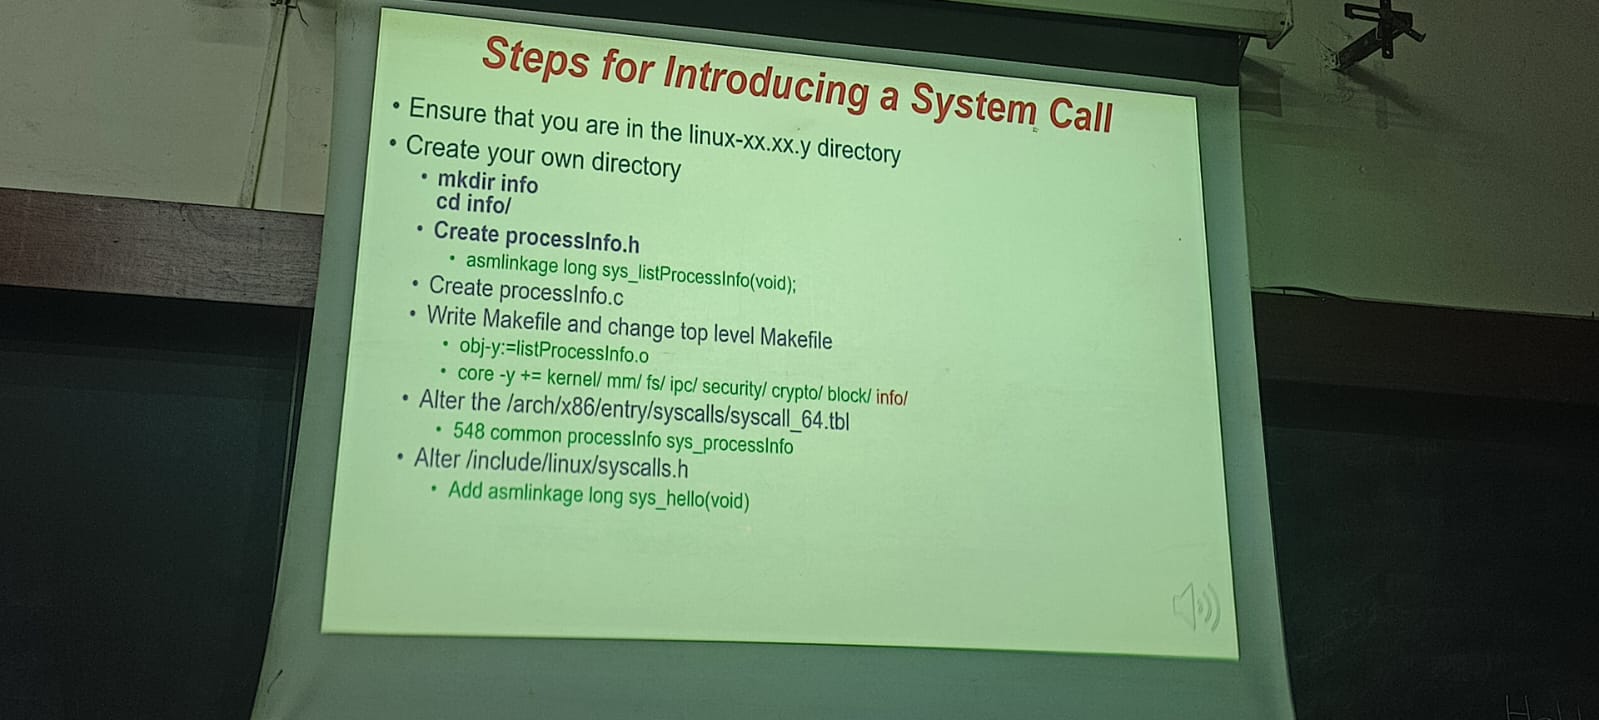 Steps for Introducing a System Call
• Ensure that you are in the linux-xx.xx.y directory
• Create your own directory
• mkdir info
cd info/
• Create processInfo.h
• asmlinkage long sys_listProcessInfo(void);
• Create processInfo.c
• Write Makefile and change top level Makefile
• obj-y:=listProcessInfo.o
• core -y += kernel/ mm/ fs/ ipc/ security/ crypto/ block/ info/
• Alter the /arch/x86/entry/syscalls/syscall_64.tbl
• 548 common processInfo sys_processInfo
• Alter /include/linux/syscalls.h
• Add asmlinkage long sys_hello(void)